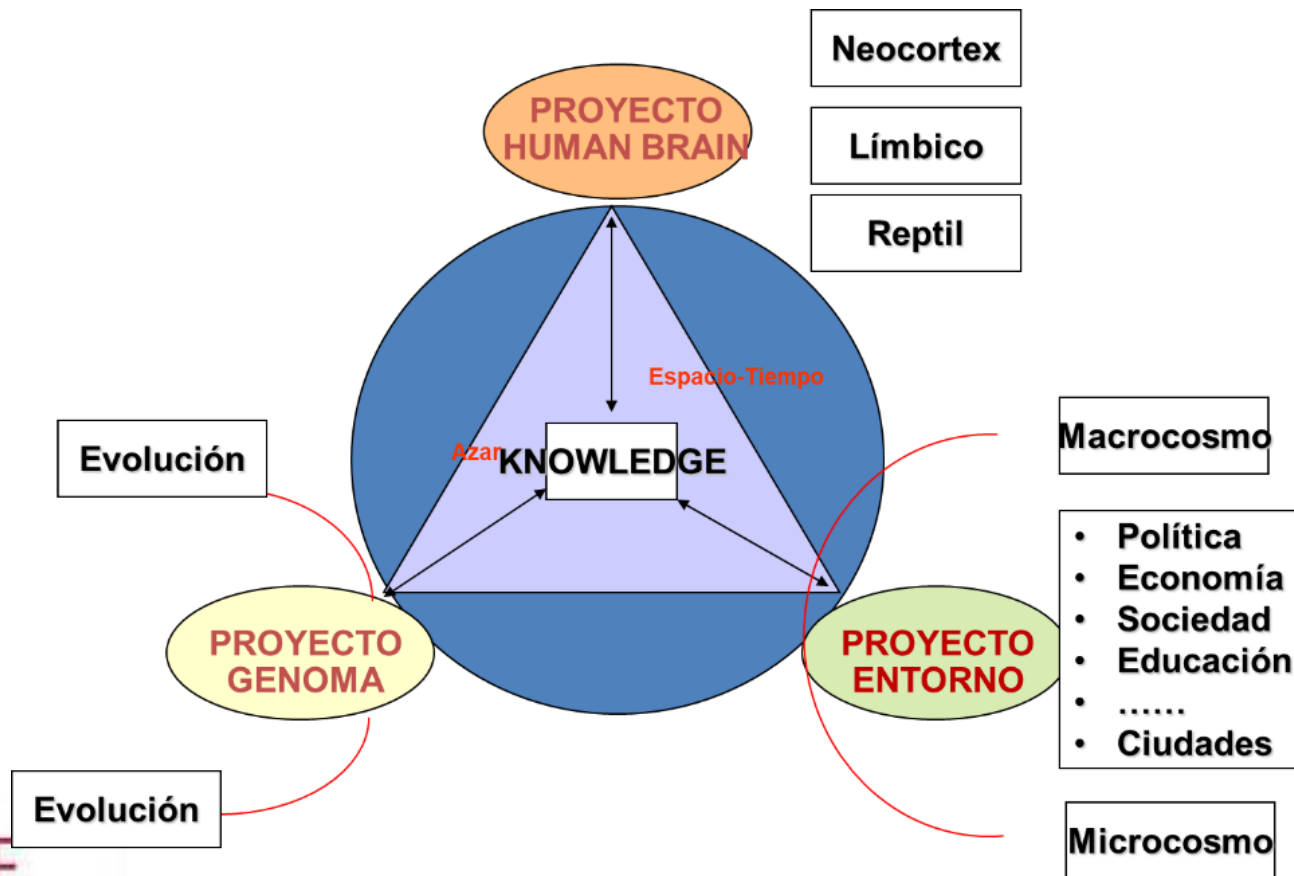 Neocortex
PROYECTO
HUMAN BRAIN
Límbico
Reptil
Espacio-Tiempo
Azar
KNOWLEDGE
Evolución
Macrocosmo
PROYECTO
GENOMA
PROYECTO
ENTORNO
• Política
• Economía
• Sociedad
• Educación
• ......
• Ciudades
Evolución
Microcosmo